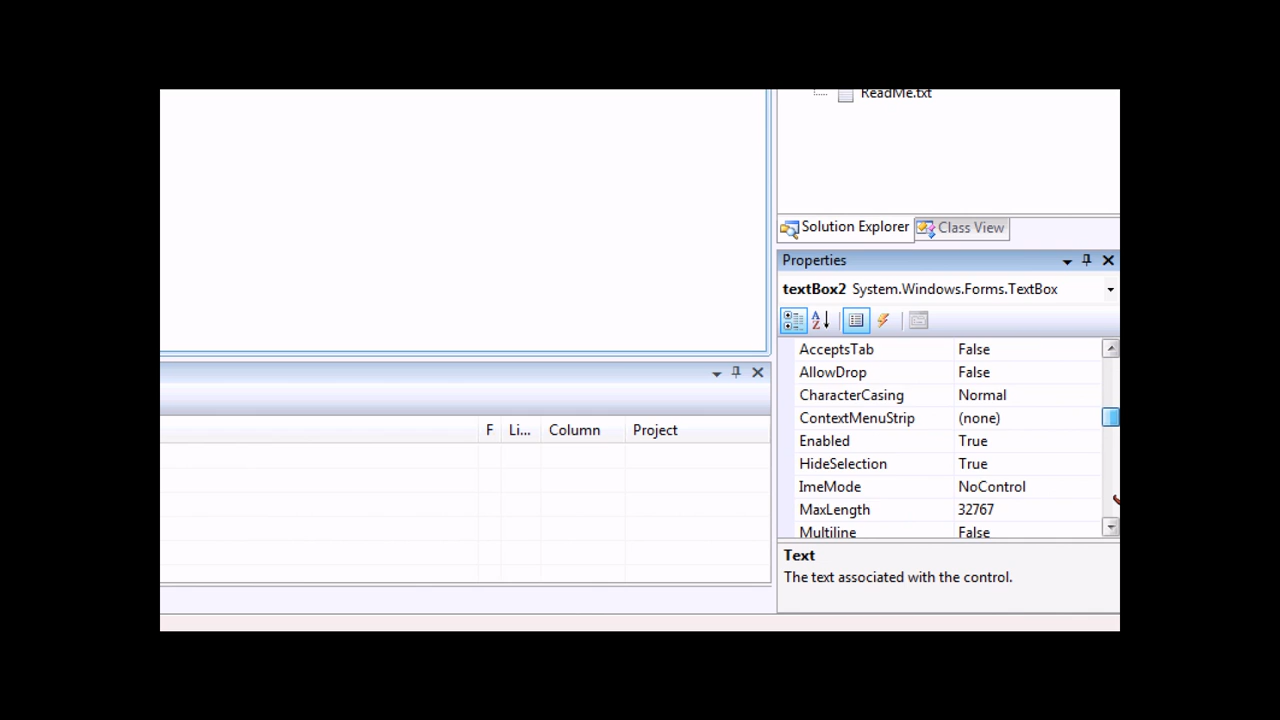 ReadMe.txt
Solution Explorer Class View
Properties
textBox2 System.Windows.Forms.TextBox
AcceptsTab False
AllowDrop False
CharacterCasing Normal
ContextMenuStrip (none)
Enabled True
HideSelection True
ImeMode NoControl
MaxLength 32767
Multiline False
Text
The text associated with the control.
F Li... Column Project